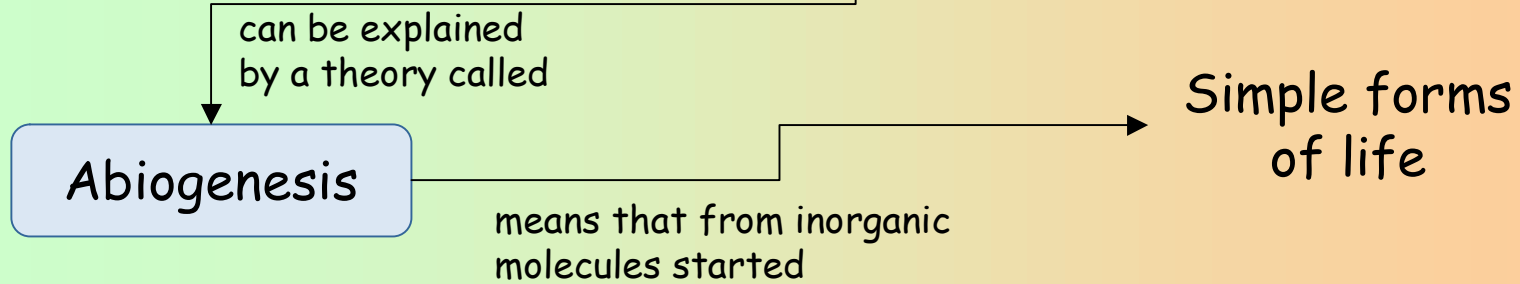 can be explained
by a theory called
Abiogenesis
means that from inorganic
molecules started
Simple forms
of life